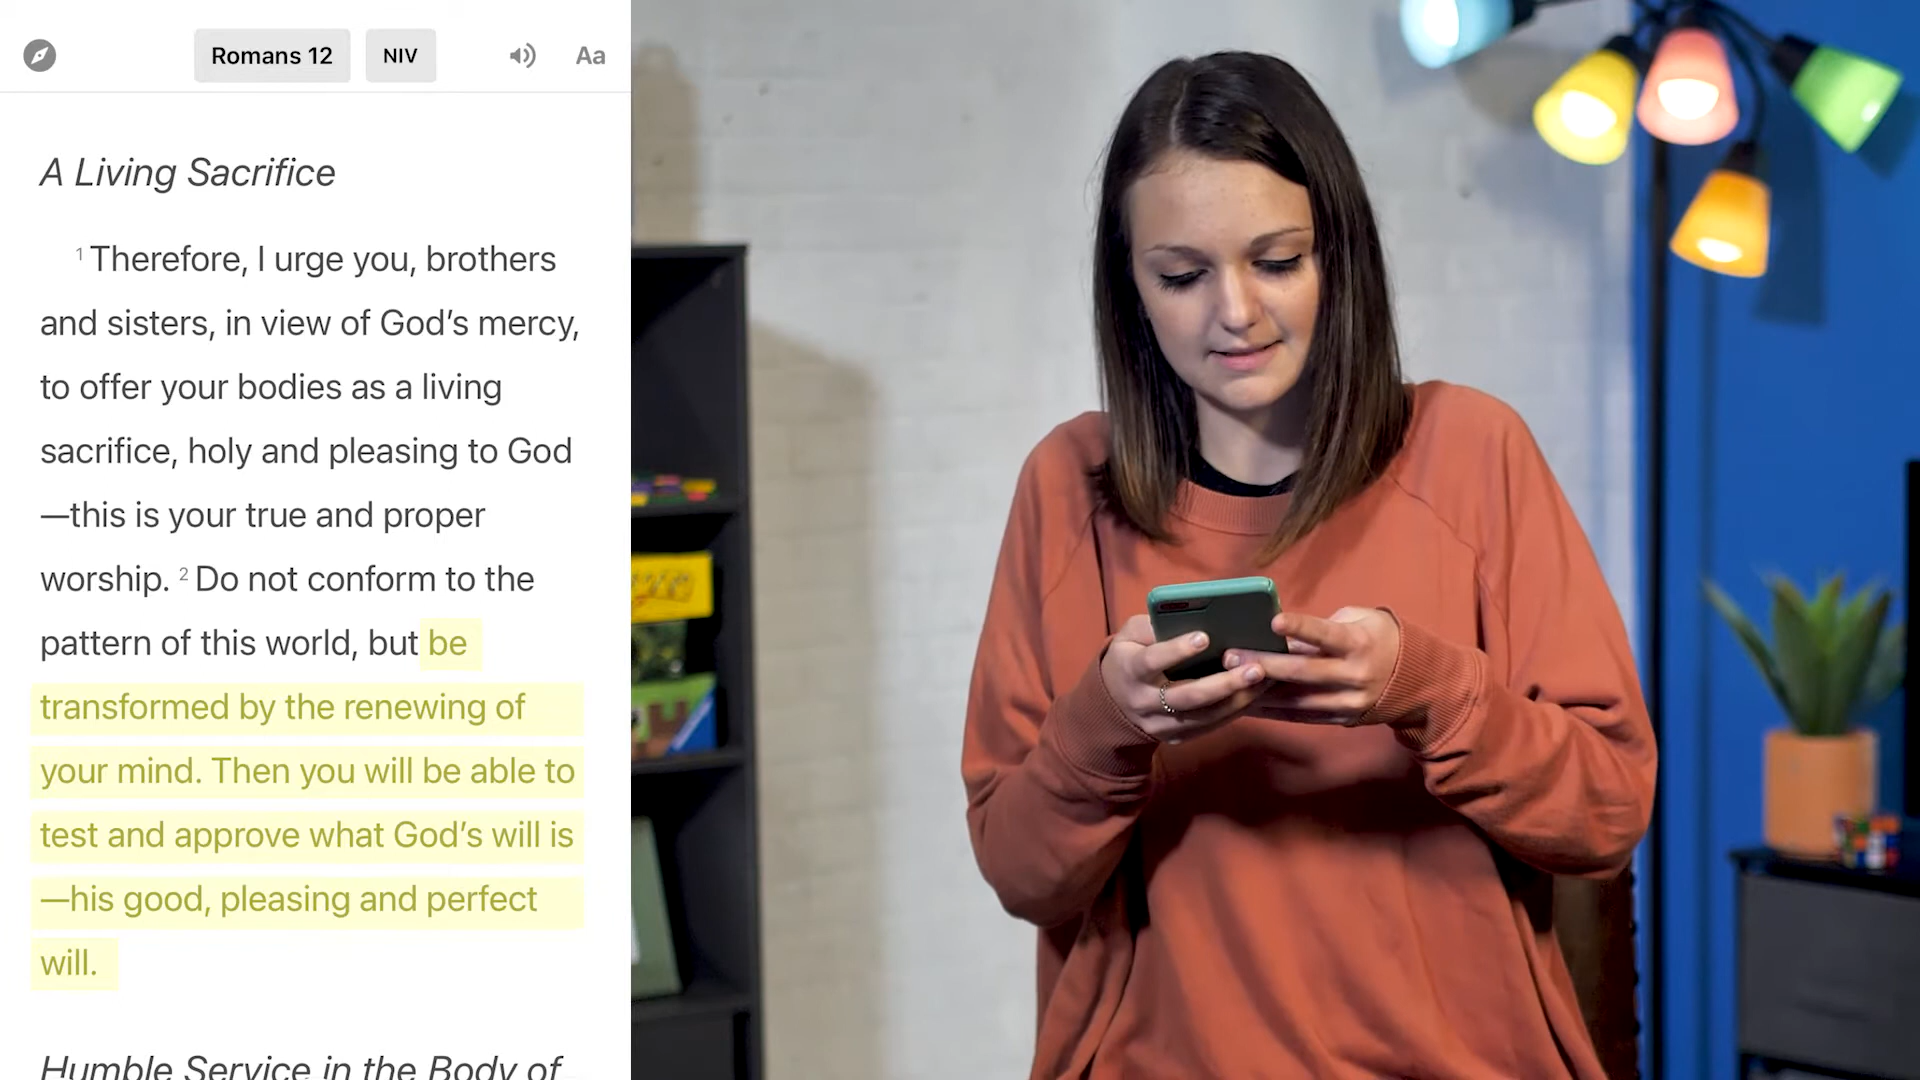 Romans 12 NIV Aa
A Living Sacrifice
1 Therefore, I urge you, brothers
and sisters, in view of God’s mercy,
to offer your bodies as a living
sacrifice, holy and pleasing to God
—this is your true and proper
worship. 2 Do not conform to the
pattern of this world, but be
transformed by the renewing of
your mind. Then you will be able to
test and approve what God’s will is
—his good, pleasing and perfect
will.
Humble Service in the Body of